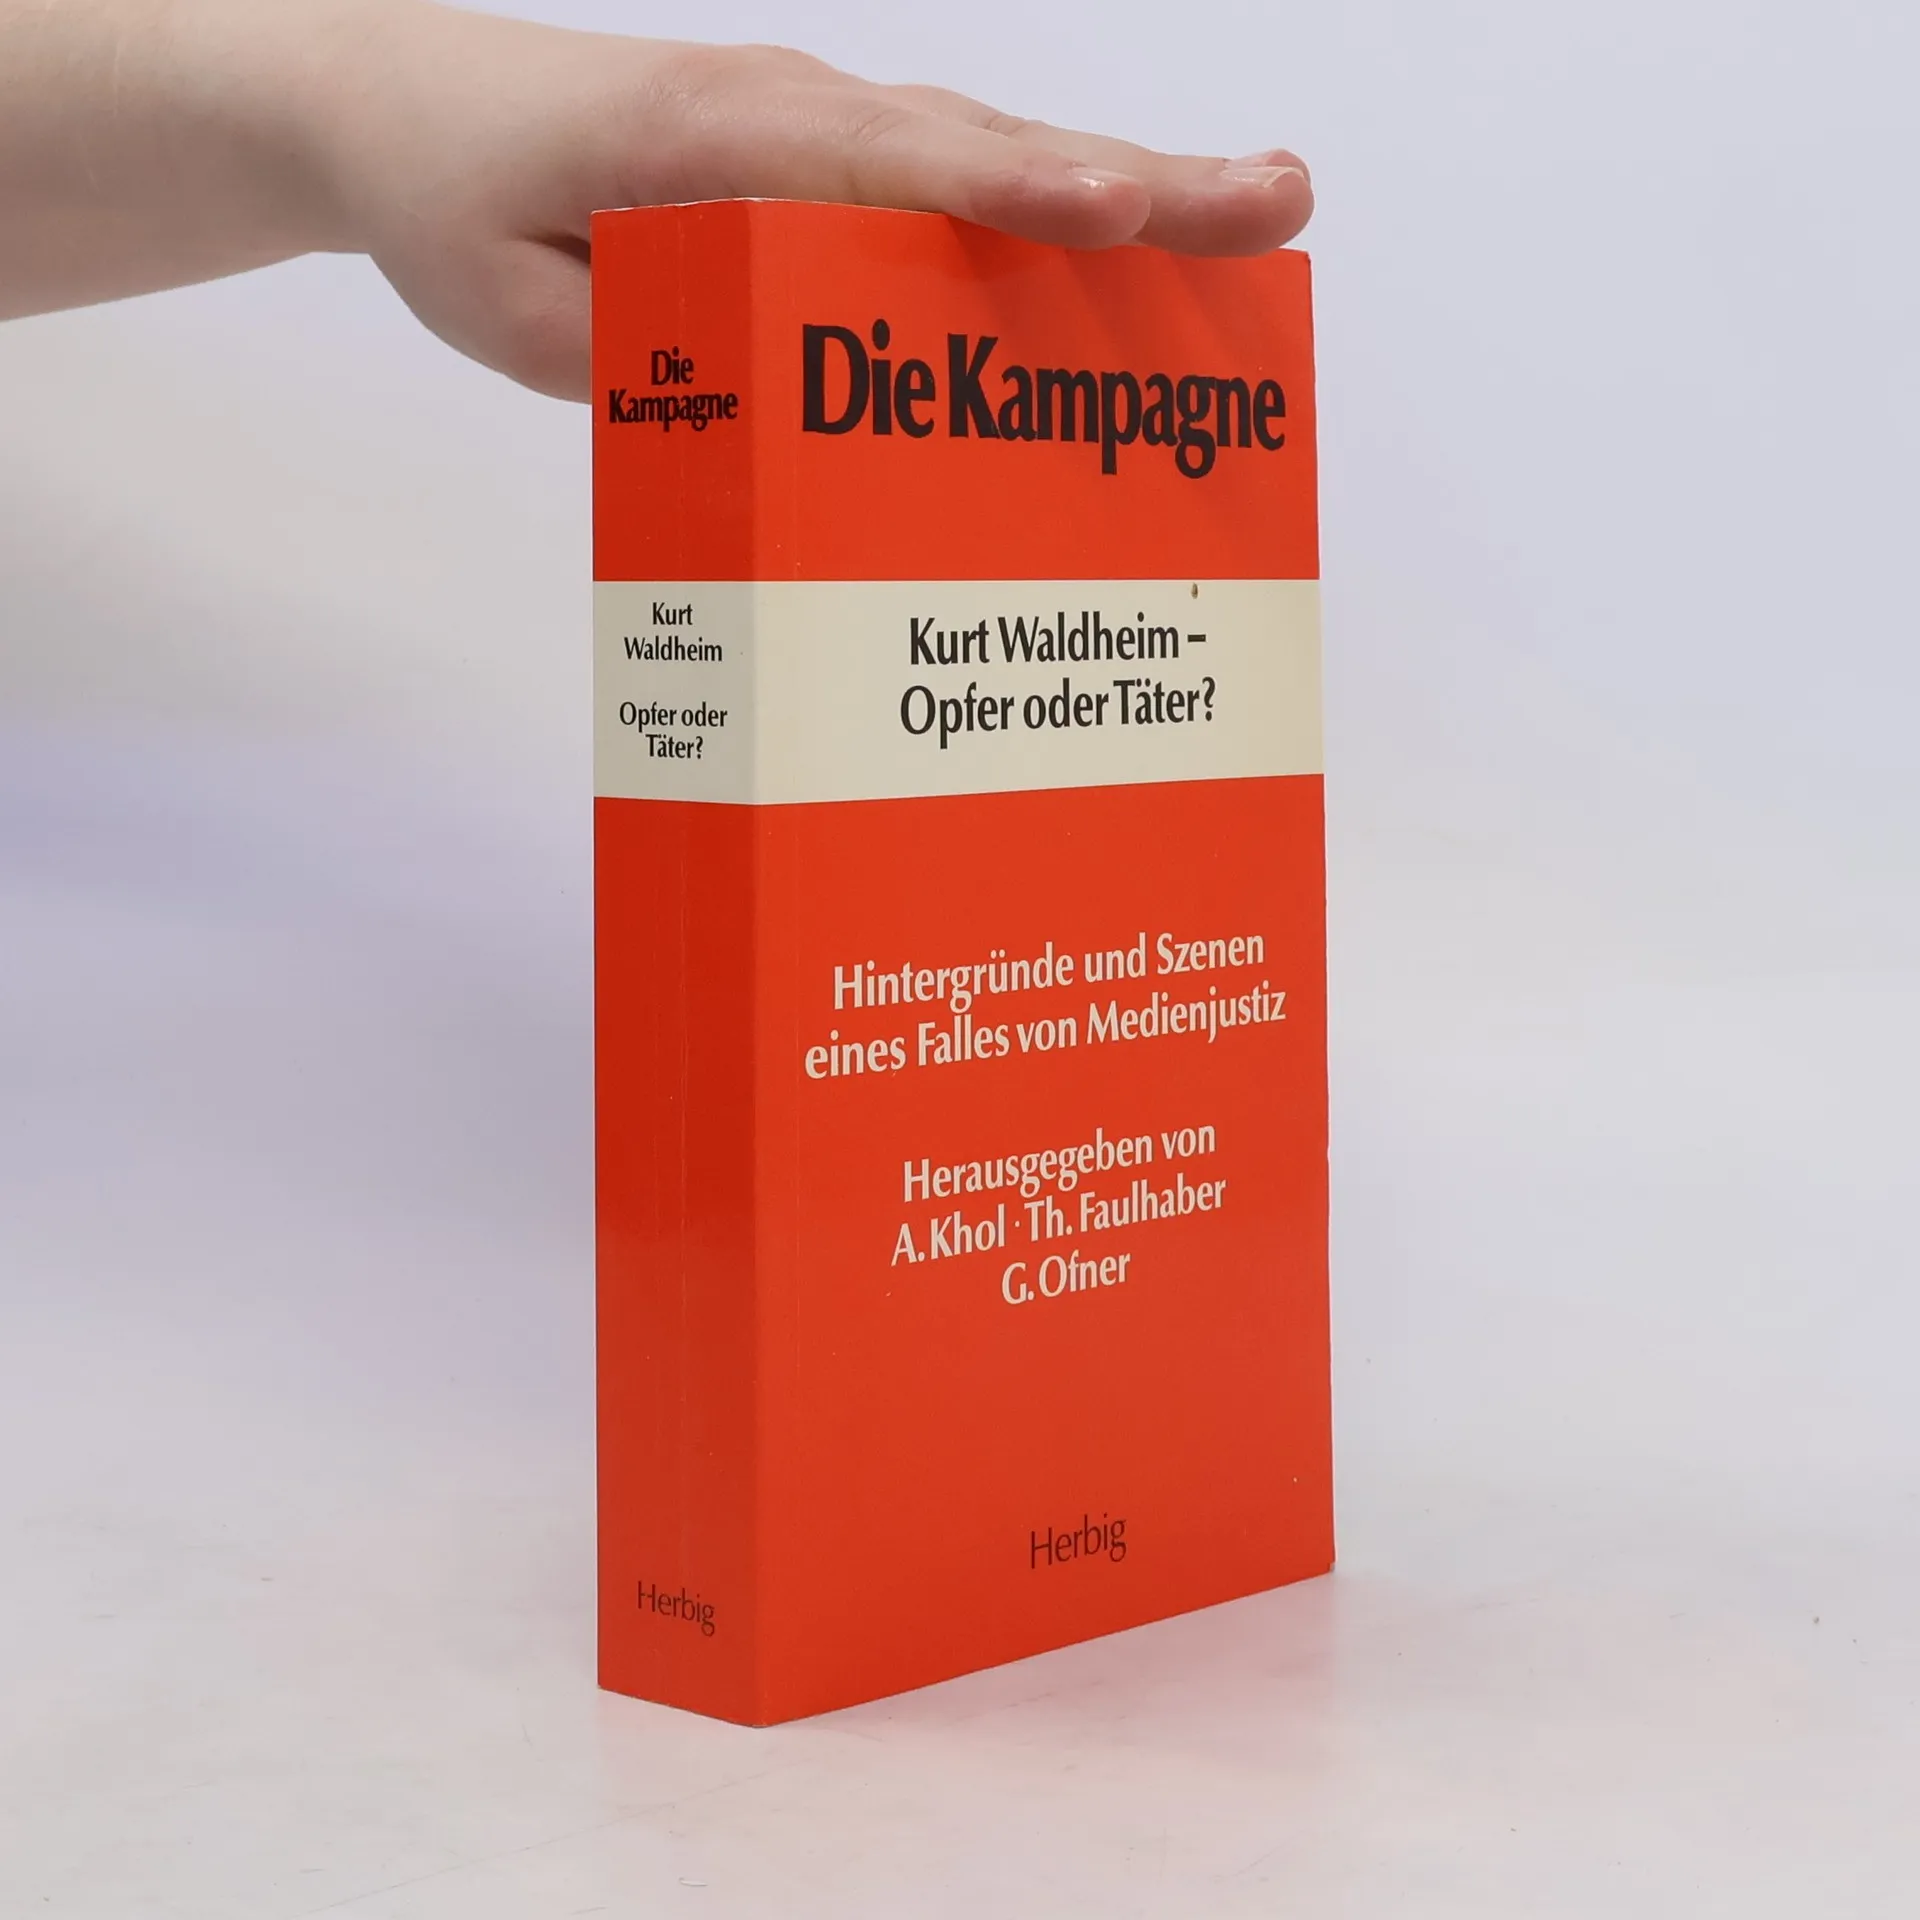 Die
Kampagne
Kurt
Waldheim
Opfer oder
Täter?
Herbig
Die Kampagne
Kurt Waldheim –
Opfer oder Täter?
Hintergründe und Szenen
eines Falles von Medienjustiz
Herausgegeben von
A. Khol · Th. Faulhaber
G. Ofner
Herbig